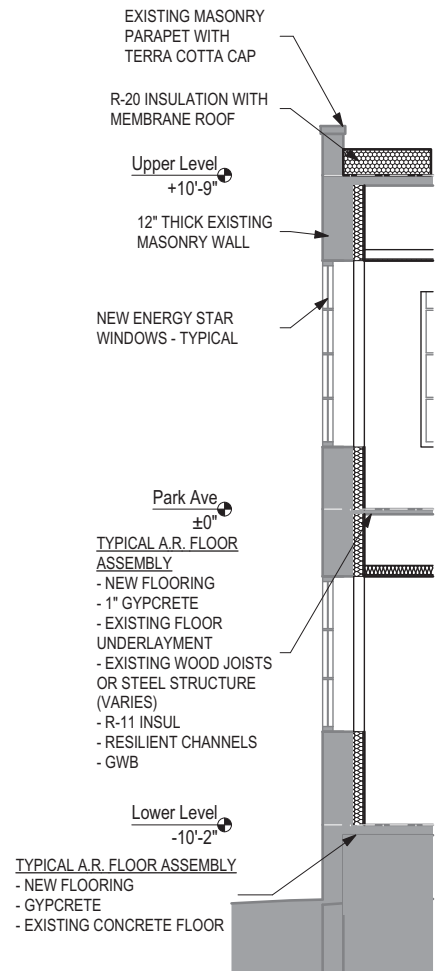 EXISTING MASONRY
PARAPET WITH
TERRA COTTA CAP
R-20 INSULATION WITH
MEMBRANE ROOF
Upper Level
+10'-9"
12" THICK EXISTING
MASONRY WALL
NEW ENERGY STAR
WINDOWS - TYPICAL
Park Ave
±0"
TYPICAL A.R. FLOOR
ASSEMBLY
- NEW FLOORING
- 1" GYPCRETE
- EXISTING FLOOR
UNDERLAYMENT
- EXISTING WOOD JOISTS
OR STEEL STRUCTURE
(VARIES)
- R-11 INSUL
- RESILIENT CHANNELS
- GWB
Lower Level
-10'-2"
TYPICAL A.R. FLOOR ASSEMBLY
- NEW FLOORING
- GYPCRETE
- EXISTING CONCRETE FLOOR